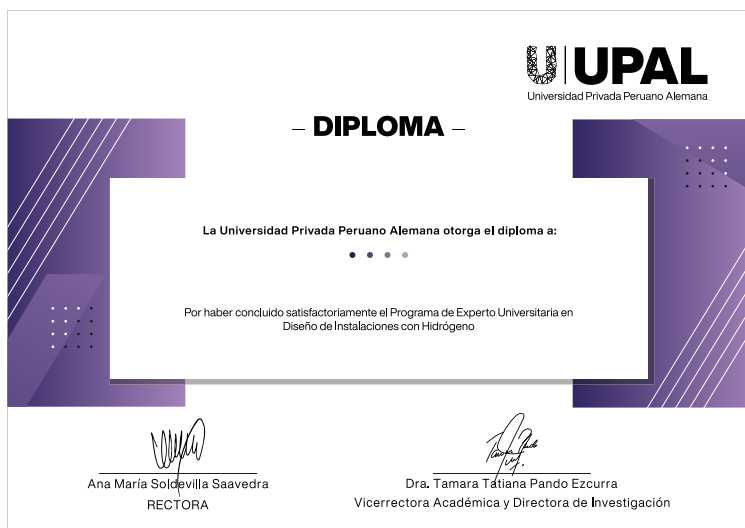 UPAL
Universidad Privada Peruano Alemana
– DIPLOMA –
La Universidad Privada Peruano Alemana otorga el diploma a:
Por haber concluido satisfactoriamente el Programa de Experto Universitaria en
Diseño de Instalaciones con Hidrógeno
Ana María Soldevilla Saavedra
RECTORA
Dra. Tamara Tatiana Pando Ezcurra
Vicerrectora Académica y Directora de Investigación